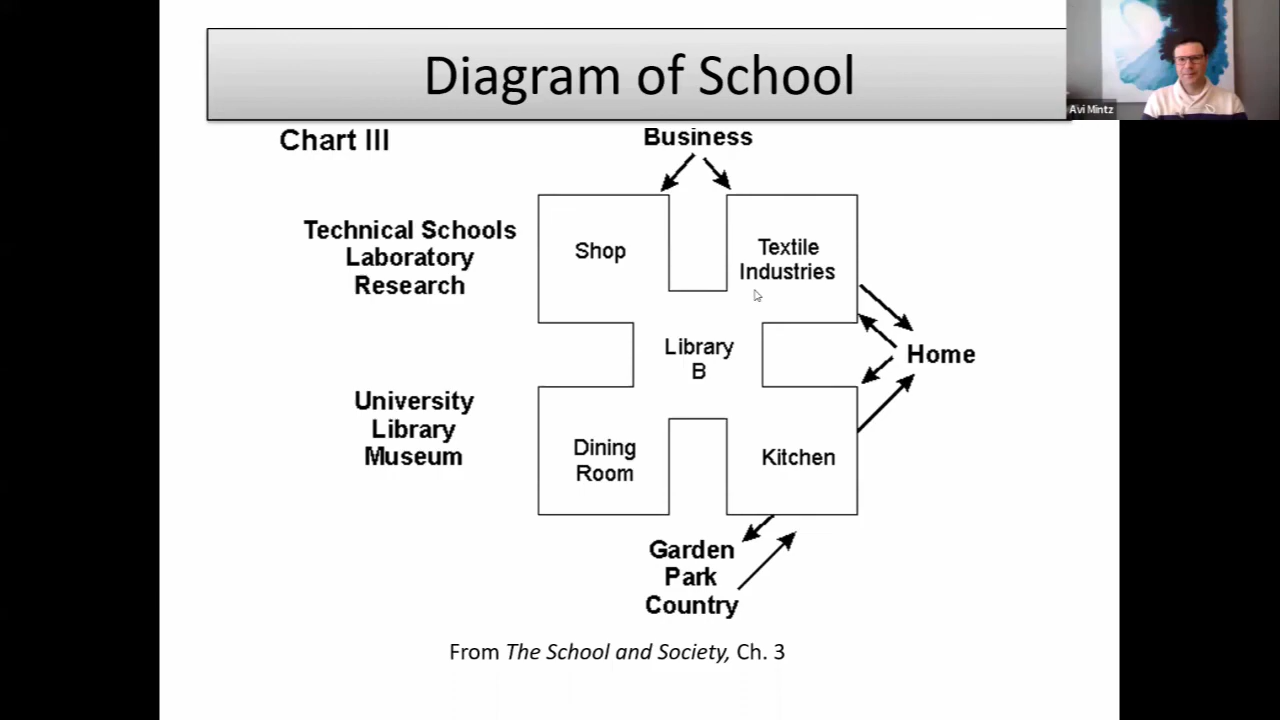 Diagram of School
Avi Mintz
Chart III
Business
Technical Schools
Laboratory
Research
Shop
Textile
Industries
Library
B
Home
University
Library
Museum
Dining
Room
Kitchen
Garden
Park
Country
From The School and Society, Ch. 3